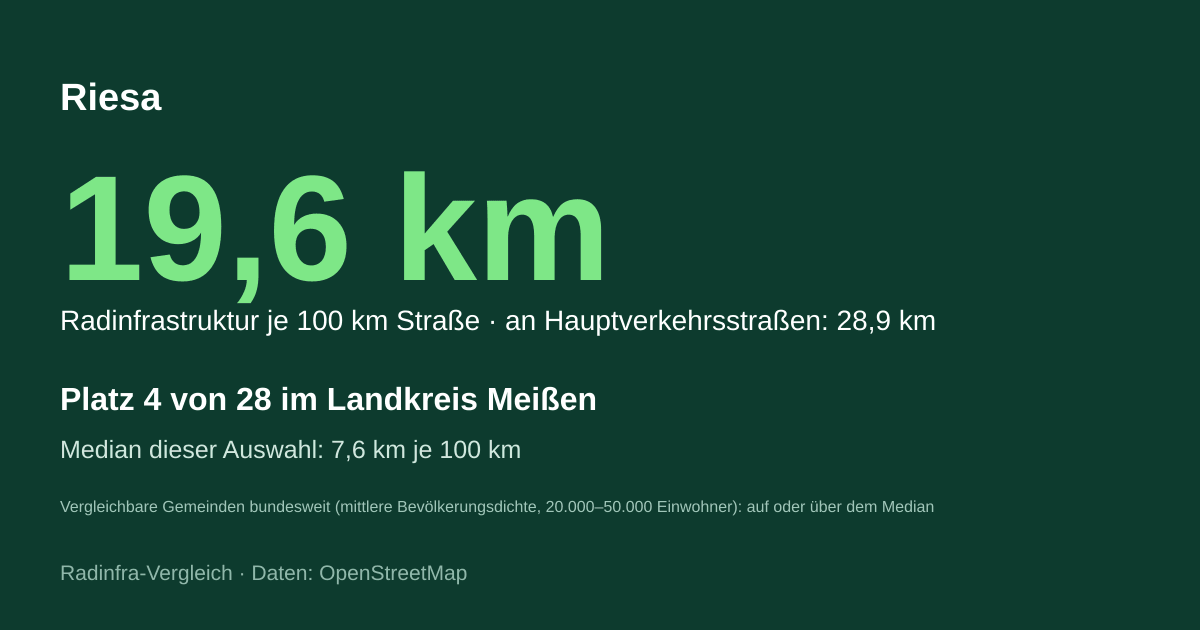 Riesa
19,6 km
Radinfrastruktur je 100 km Straße · an Hauptverkehrsstraßen: 28,9 km
Platz 4 von 28 im Landkreis Meißen
Median dieser Auswahl: 7,6 km je 100 km
Vergleichbare Gemeinden bundesweit (mittlere Bevölkerungsdichte, 20.000–50.000 Einwohner): auf oder über dem Median
Radinfra-Vergleich · Daten: OpenStreetMap